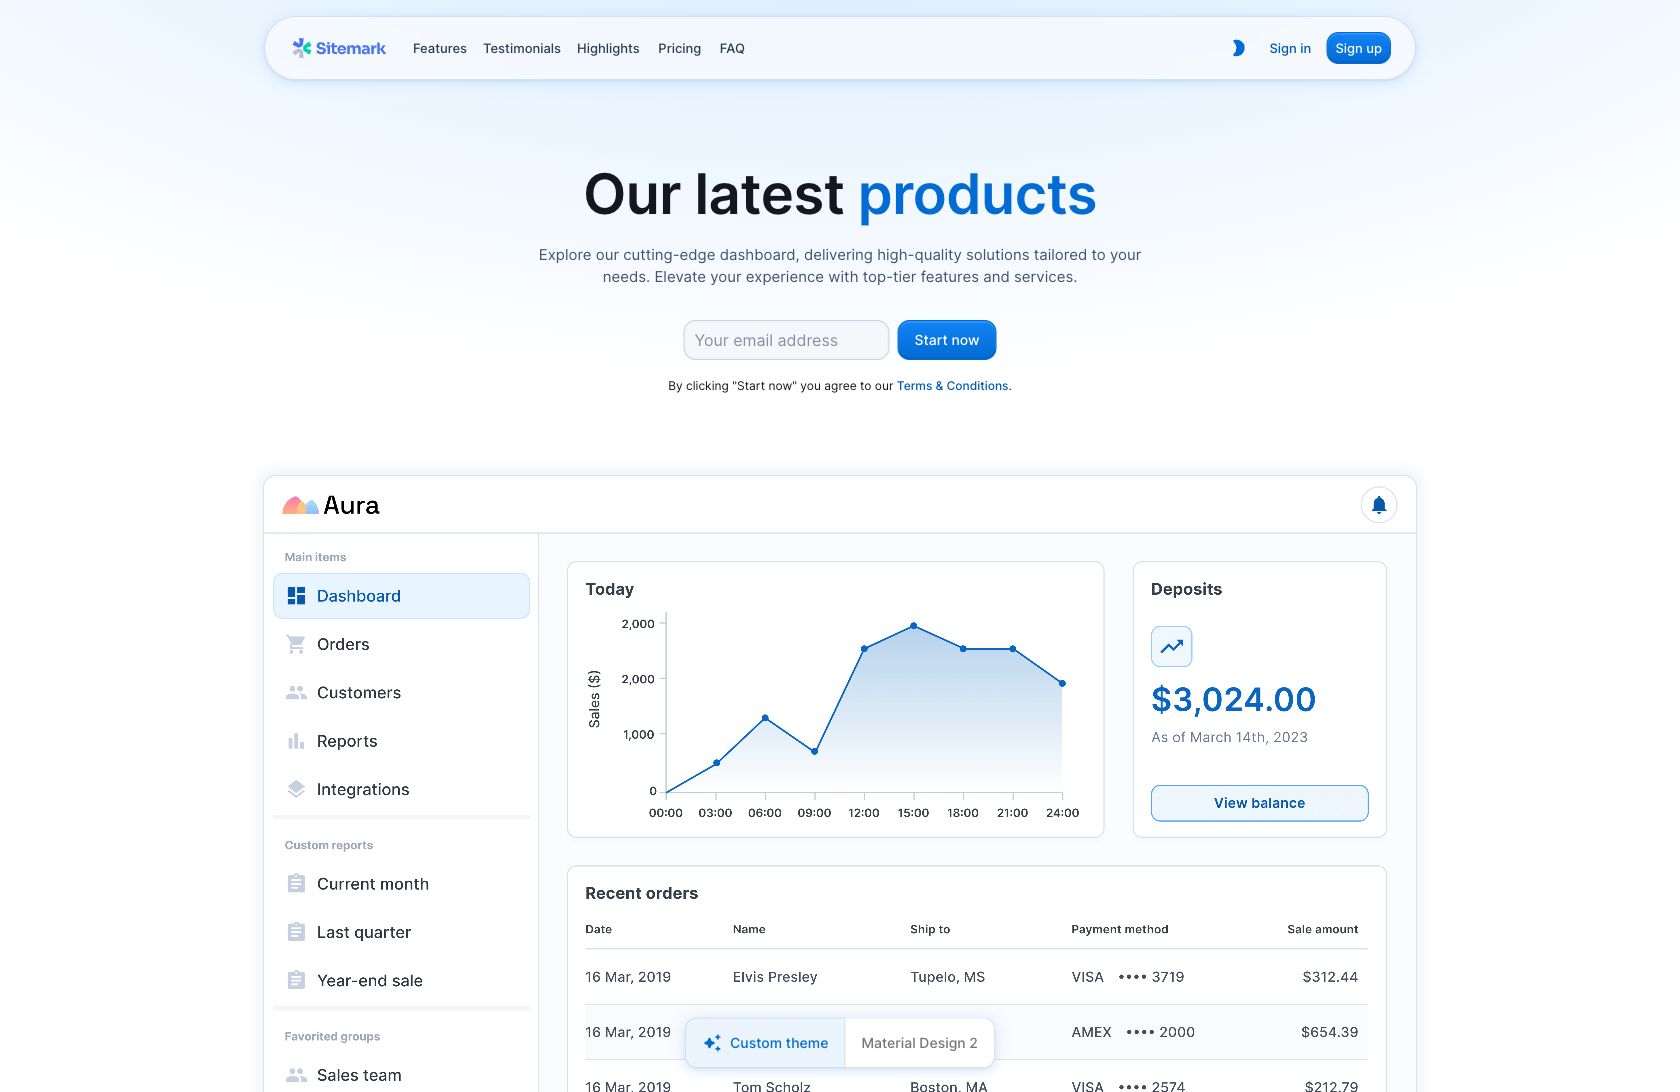 Sitemark
Features
Testimonials
Highlights
Pricing
FAQ
Sign in
Sign up
Our latest products
Explore our cutting-edge dashboard, delivering high-quality solutions tailored to your
needs. Elevate your experience with top-tier features and services.
Your email address
Start now
By clicking "Start now" you agree to our Terms & Conditions.
Aura
Main items
Dashboard
Orders
Customers
Reports
Integrations
Custom reports
Current month
Last quarter
Year-end sale
Favorited groups
Sales team
Today
Sales ($)
2,000
2,000
1,000
0
00:00 03:00 06:00 09:00 12:00 15:00 18:00 21:00 24:00
Deposits
$3,024.00
As of March 14th, 2023
View balance
Recent orders
Date Name Ship to Payment method Sale amount
16 Mar, 2019 Elvis Presley Tupelo, MS VISA •••• 3719 $312.44
16 Mar, 2019 AMEX •••• 2000 $654.39
16 Mar, 2019 Tom Scholz Boston, MA VISA •••• 2574 $212.79
Custom theme
Material Design 2